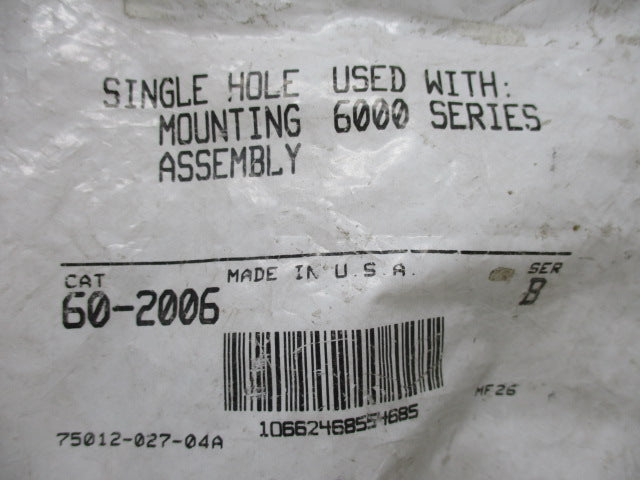 SINGLE HOLE USED WITH:
MOUNTING 6000 SERIES
ASSEMBLY
CAT MADE IN U.S.A. SER
60-2006 B
10662468554685
MF26
75012-027-04A